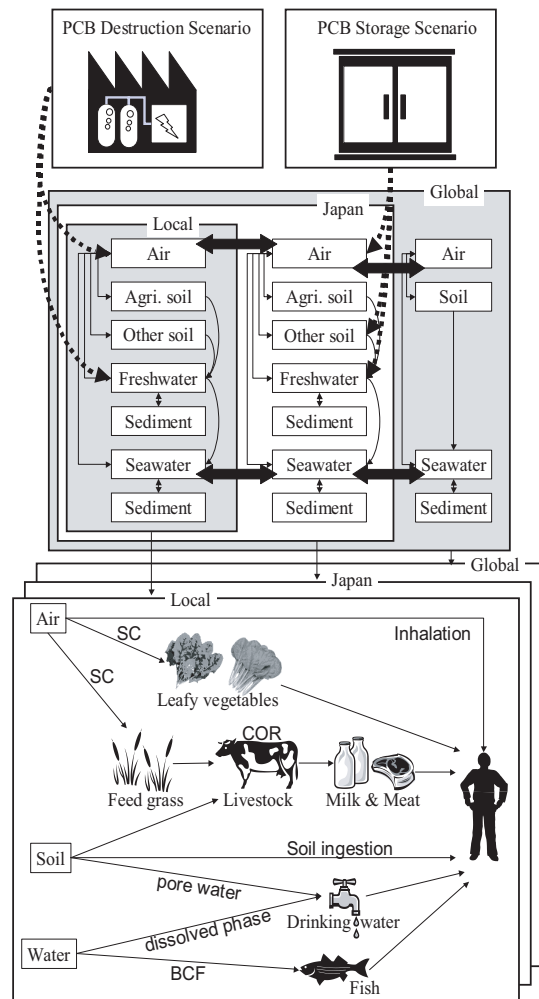 PCB Destruction Scenario
PCB Storage Scenario
Global
Japan
Local
Air
Air
Air
Agri. soil
Agri. soil
Soil
Other soil
Other soil
Freshwater
Freshwater
Sediment
Sediment
Seawater
Seawater
Seawater
Sediment
Sediment
Sediment
Global
Japan
Local
Air
SC
Inhalation
SC
Leafy vegetables
COR
Feed grass
Livestock
Milk & Meat
Soil
Soil ingestion
pore water
dissolved phase
Drinking water
Water
BCF
Fish